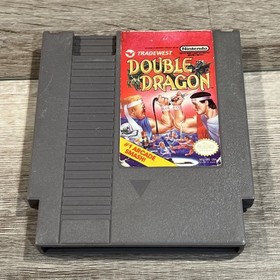 TRADEWEST
Nintendo
DOUBLE
DRAGON
#1 ARCADE
SMASH!